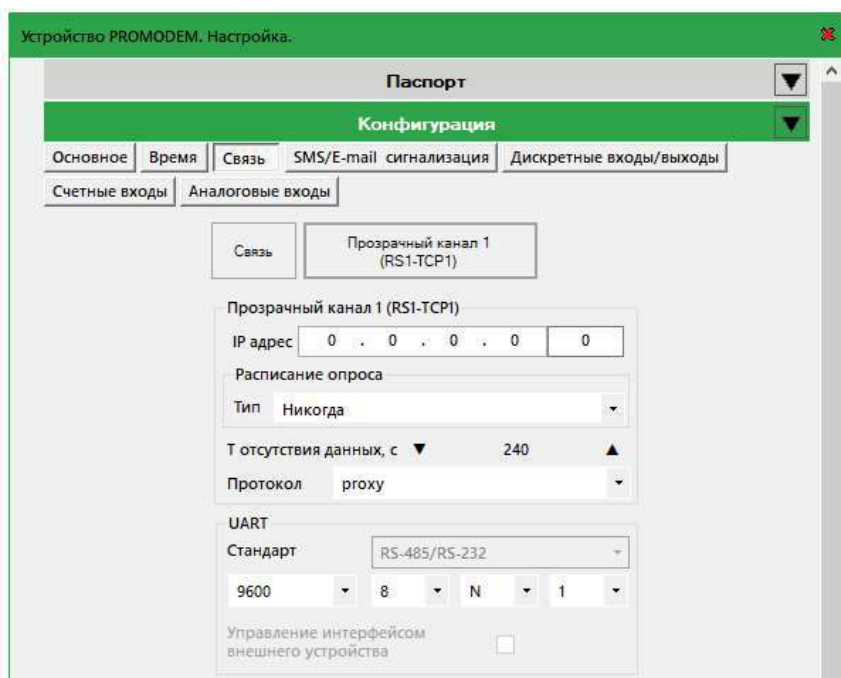 Устройство PROMODEM. Настройка.
Паспорт
Конфигурация
Основное Время Связь SMS/E-mail сигнализация Дискретные входы/выходы
Счетные входы Аналоговые входы
Связь
Прозрачный канал 1
(RS1-TCP1)
Прозрачный канал 1 (RS1-TCP1)
IP адрес 0 . 0 . 0 . 0 0
Расписание опроса
Тип Никогда
Т отсутствия данных, с 240
Протокол proxy
UART
Стандарт RS-485/RS-232
9600 8 N 1
Управление интерфейсом
внешнего устройства